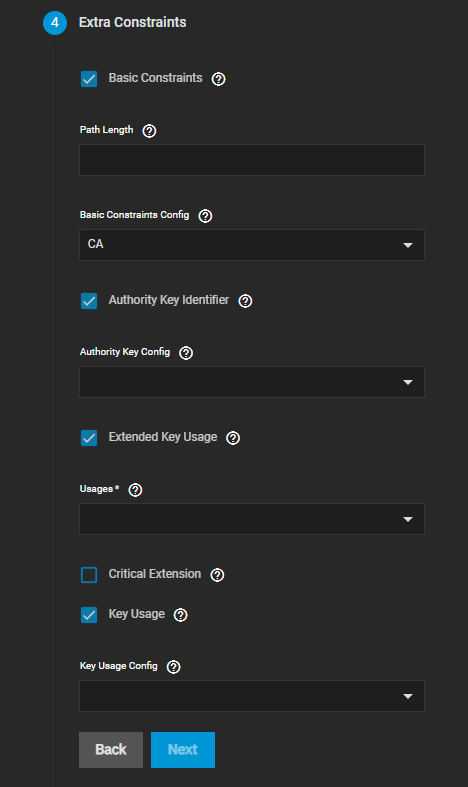 4 Extra Constraints
Basic Constraints ?
Path Length ?
Basic Constraints Config ?
CA
Authority Key Identifier ?
Authority Key Config ?
Extended Key Usage ?
Usages * ?
Critical Extension ?
Key Usage ?
Key Usage Config ?
Back Next